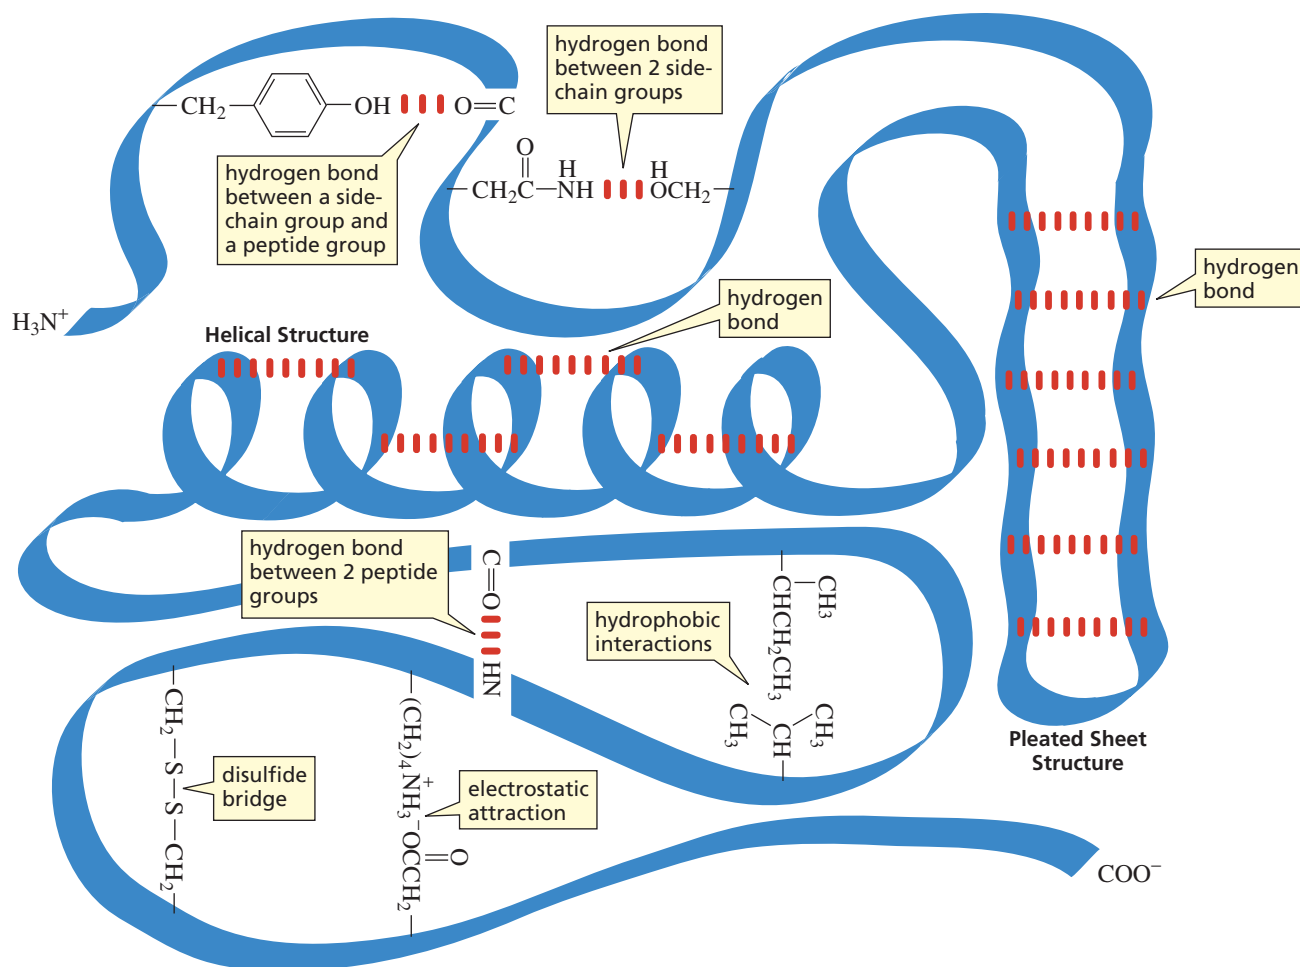 hydrogen bond
between 2 side-
chain groups
CH₂
OH
O=C
hydrogen bond
between a side-
chain group and
a peptide group
O
H
H
CH₂C—NH
HOCH₂
hydrogen
bond
hydrogen
bond
H₃N⁺
Helical Structure
hydrogen bond
between 2 peptide
groups
C=O
HN
CH₃
CHCH₂CH₃
hydrophobic
interactions
CH₃
CH₃
CH
Pleated Sheet
Structure
CH₂—S—S—CH₂
disulfide
bridge
(CH₂)₄NH₃⁺
⁻OCCH₂
O
electrostatic
attraction
COO⁻